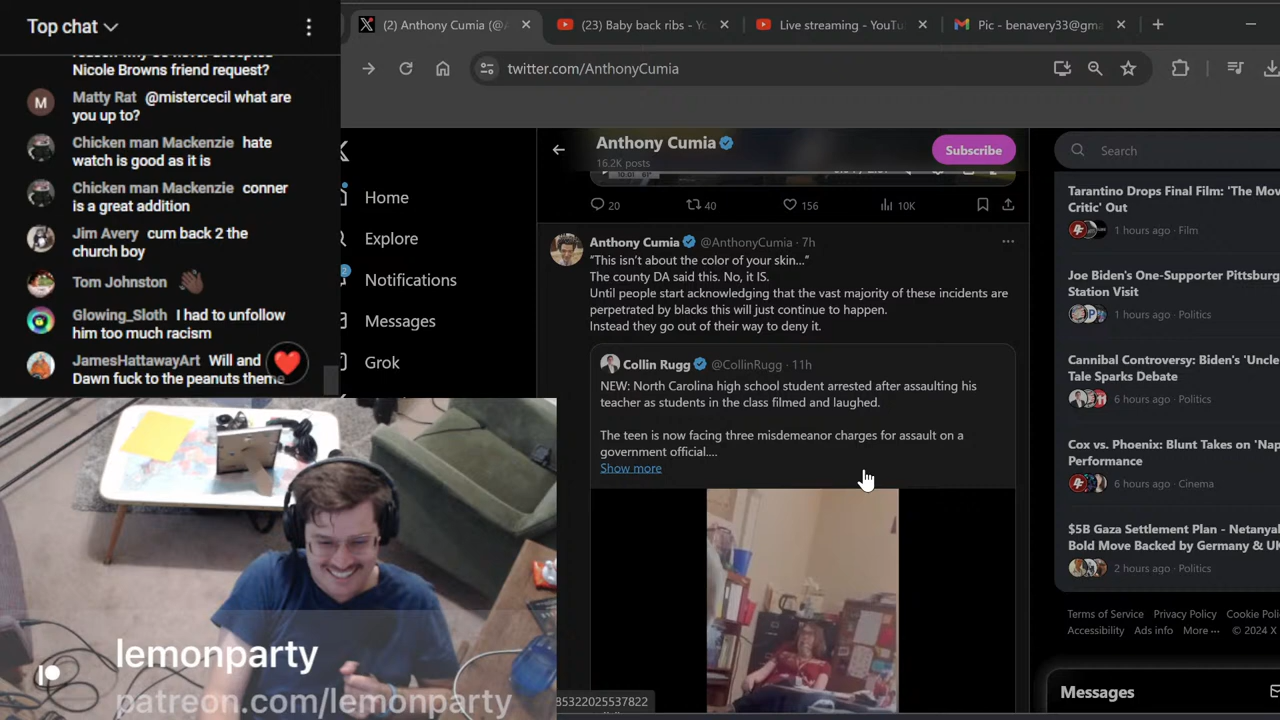 Top chat
reason why So never accepted
Nicole Browns friend request?
Matty Rat @mistercecil what are
you up to?
Chicken man Mackenzie hate
watch is good as it is
Chicken man Mackenzie conner
is a great addition
Jim Avery cum back 2 the
church boy
Tom Johnston
Glowing_Sloth I had to unfollow
him too much racism
JamesHattawayArt Will and
Dawn fuck to the peanuts theme
(2) Anthony Cumia (@A
(23) Baby back ribs - Yo
Live streaming - YouTu
Pic - benavery33@gma
twitter.com/AnthonyCumia
Home
Explore
2
Notifications
Messages
Grok
Anthony Cumia
16.2K posts
Subscribe
20
40
156
10K
Anthony Cumia @AnthonyCumia · 7h
"This isn't about the color of your skin..."
The county DA said this. No, it IS.
Until people start acknowledging that the vast majority of these incidents are
perpetrated by blacks this will just continue to happen.
Instead they go out of their way to deny it.
Collin Rugg @CollinRugg · 11h
NEW: North Carolina high school student arrested after assaulting his
teacher as students in the class filmed and laughed.
The teen is now facing three misdemeanor charges for assault on a
government official....
Show more
Search
Tarantino Drops Final Film: 'The Mov
Critic' Out
1 hours ago · Film
Joe Biden's One-Supporter Pittsburg
Station Visit
1 hours ago · Politics
Cannibal Controversy: Biden's 'Uncle
Tale Sparks Debate
6 hours ago · Politics
Cox vs. Phoenix: Blunt Takes on 'Nap
Performance
6 hours ago · Cinema
$5B Gaza Settlement Plan - Netanyal
Bold Move Backed by Germany & UK
2 hours ago · Politics
Terms of Service Privacy Policy Cookie Poli
Accessibility Ads info More ··· © 2024 X
Messages
85322025537822
lemonparty
patreon.com/lemonparty